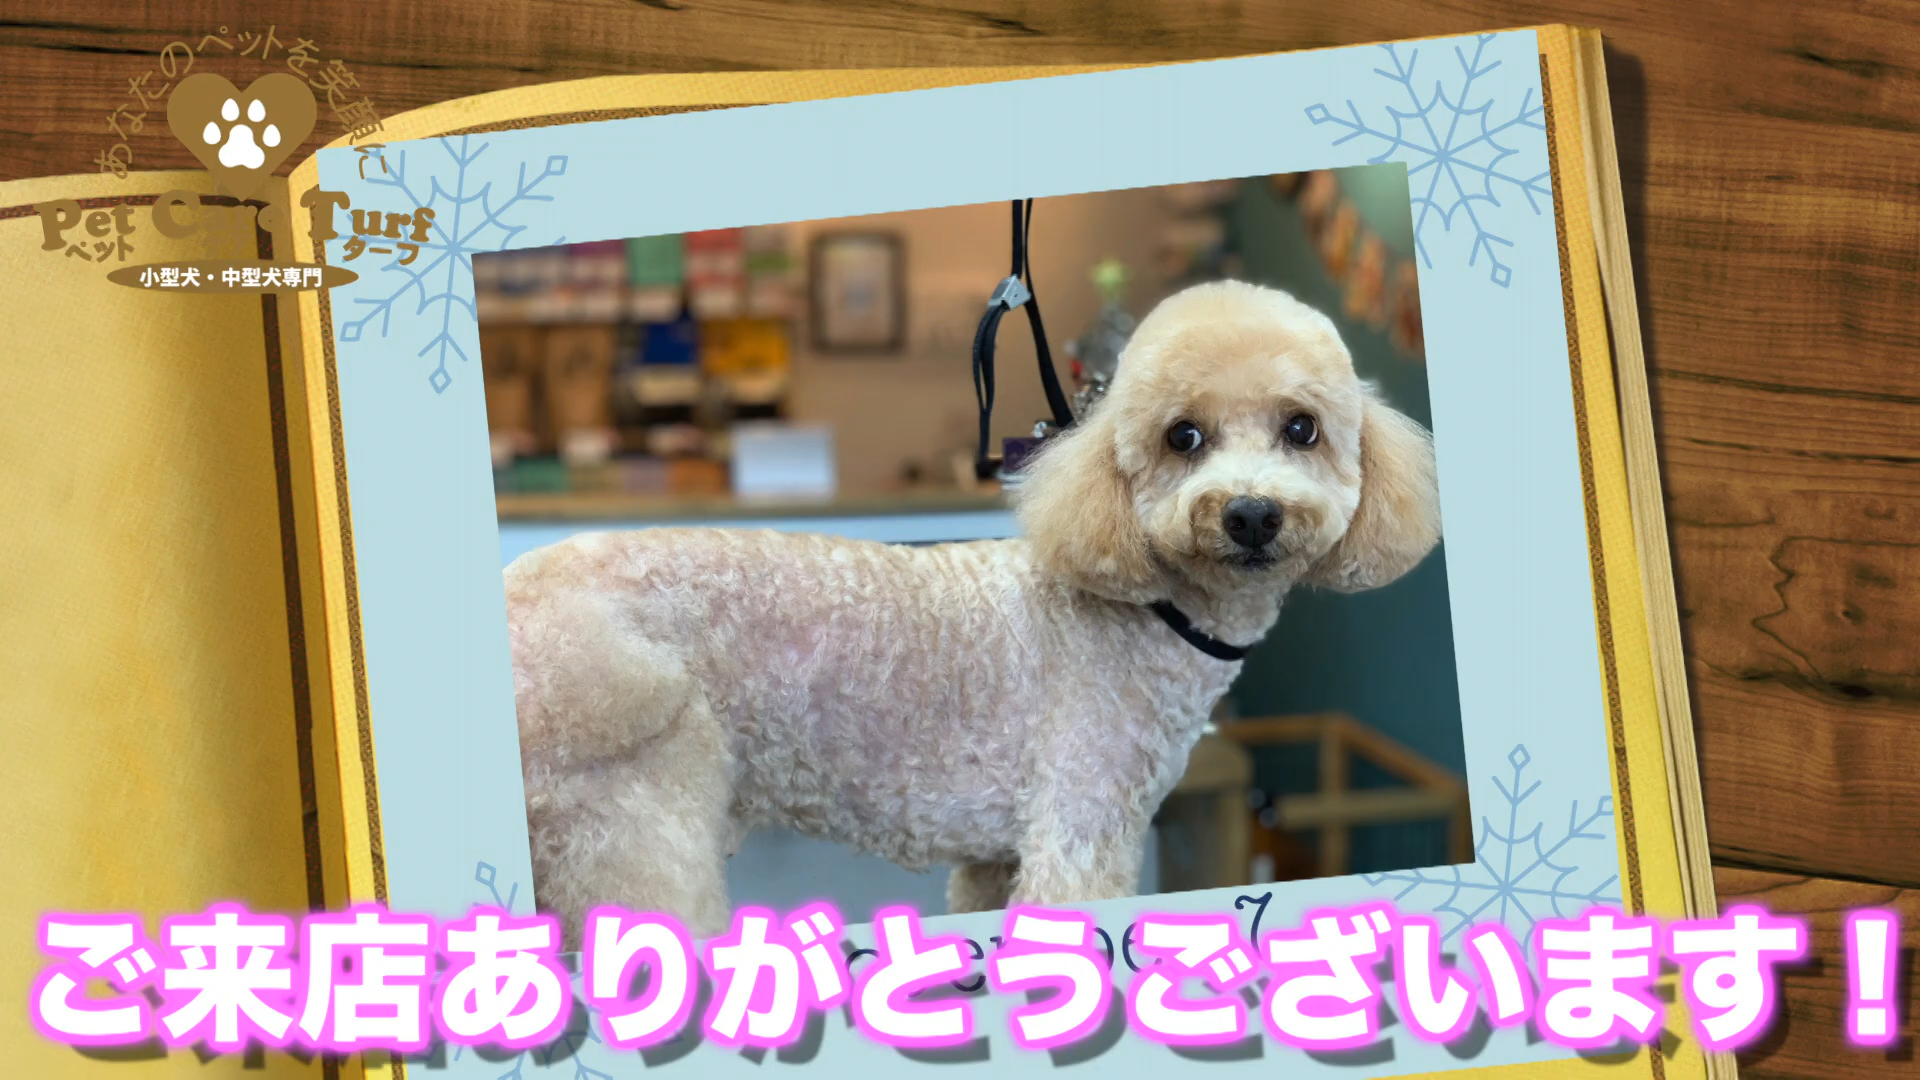 あなたのペットを笑顔に
Pet Care Turf
ペット
ターフ
小型犬・中型犬専門
7
ご来店ありがとうございます！